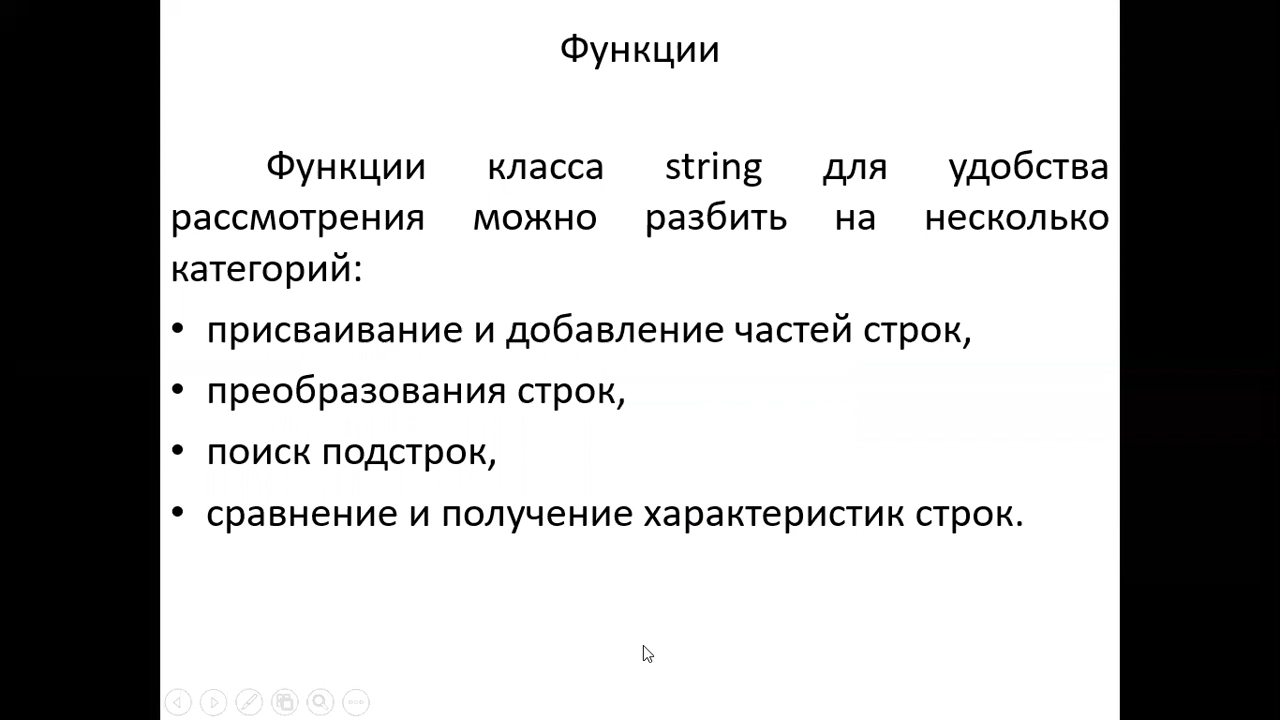 Функции
Функции класса string для удобства
рассмотрения можно разбить на несколько
категорий:
• присваивание и добавление частей строк,
• преобразования строк,
• поиск подстрок,
• сравнение и получение характеристик строк.